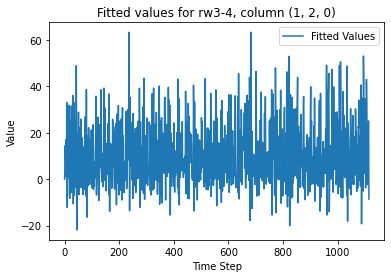 Fitted values for rw3-4, column (1, 2, 0)
Fitted Values
60
40
20
0
−20
Value
0 200 400 600 800 1000
Time Step